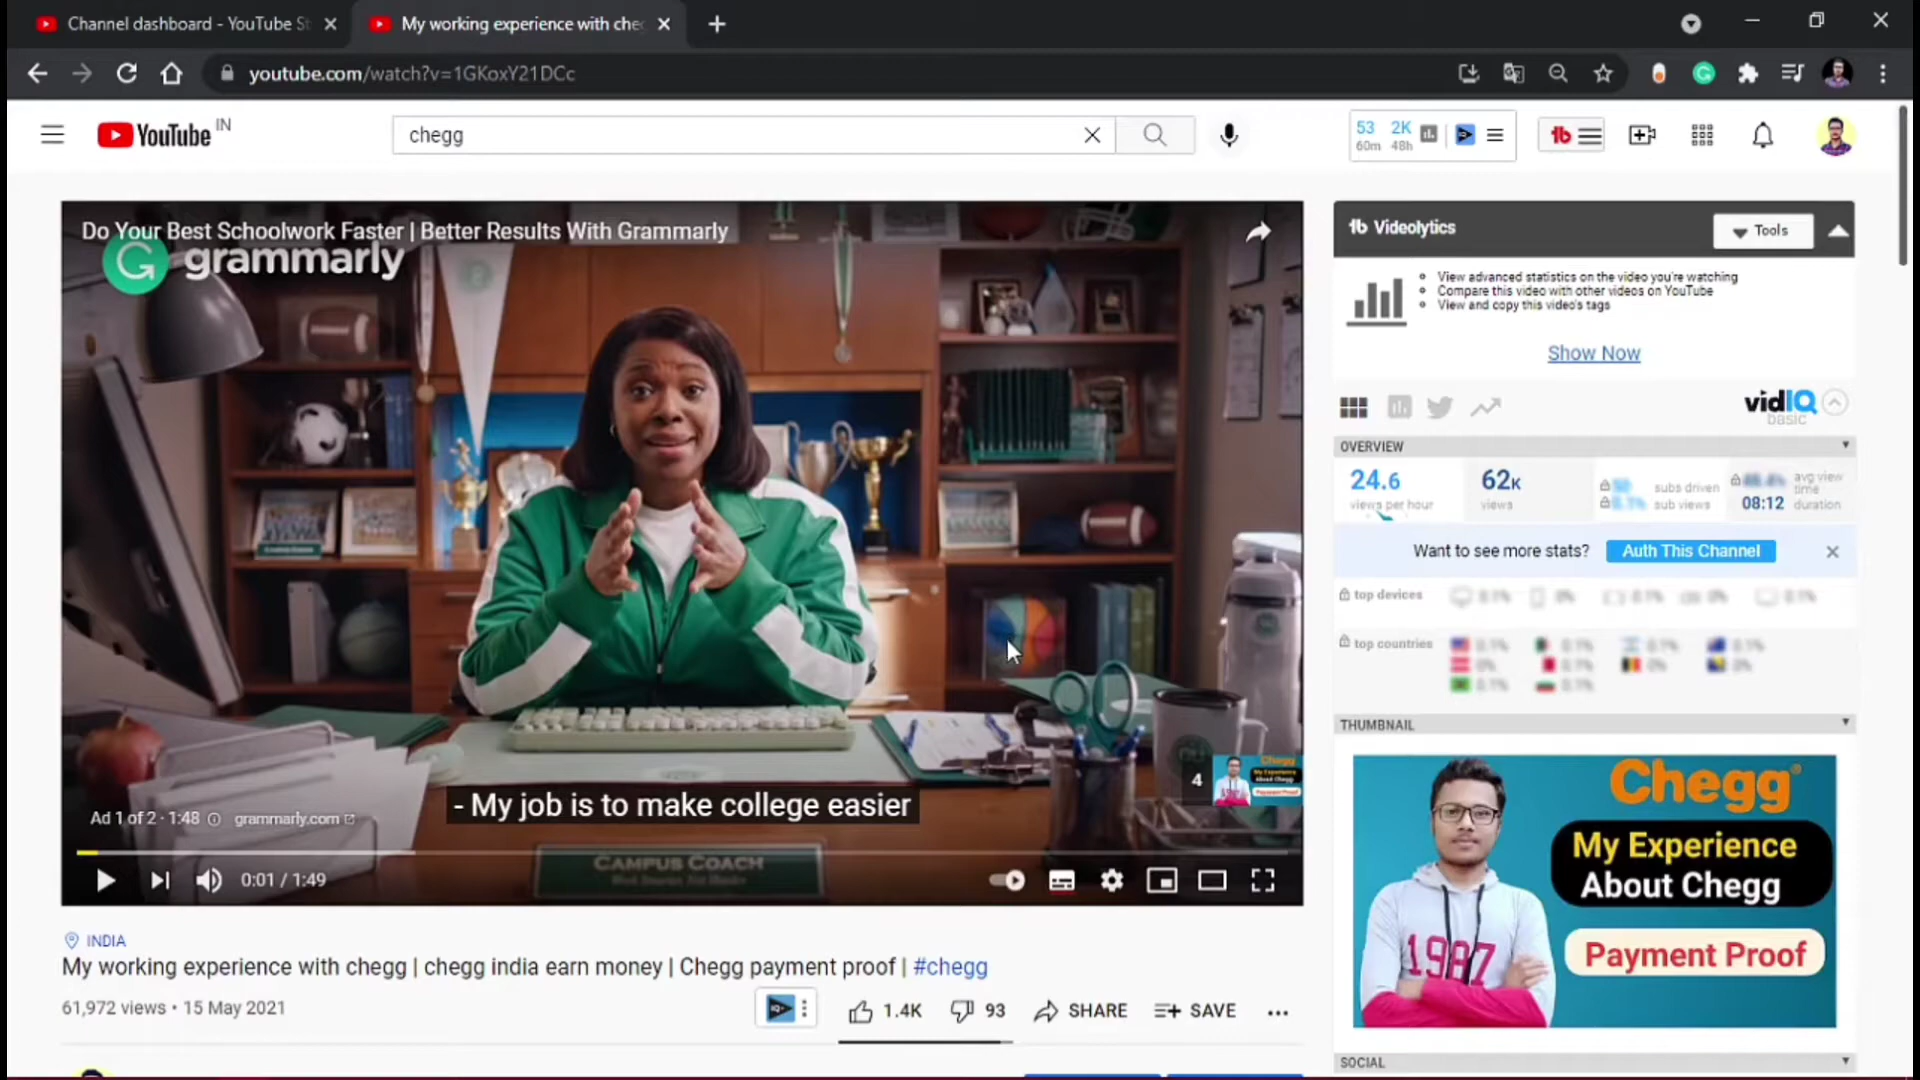 Channel dashboard - YouTube St
My working experience with che
youtube.com/watch?v=1GKoxY21DCc
YouTube IN
chegg
53 2K
60m 48h
Do Your Best Schoolwork Faster | Better Results With Grammarly
grammarly
- My job is to make college easier
Ad 1 of 2 · 1:48 grammarly.com
4
CAMPUS COACH
0:01 / 1:49
INDIA
My working experience with chegg | chegg india earn money | Chegg payment proof | #chegg
61,972 views • 15 May 2021
1.4K 93 SHARE SAVE
Videolytics Tools
View advanced statistics on the video you're watching
Compare this video with other videos on YouTube
View and copy this video's tags
Show Now
vidIQ
basic
OVERVIEW
24.6 views per hour
62K views
subs driven
sub views
avg view time
08:12 duration
Want to see more stats? Auth This Channel
top devices
top countries
THUMBNAIL
Chegg®
My Experience
About Chegg
Payment Proof
1987
SOCIAL